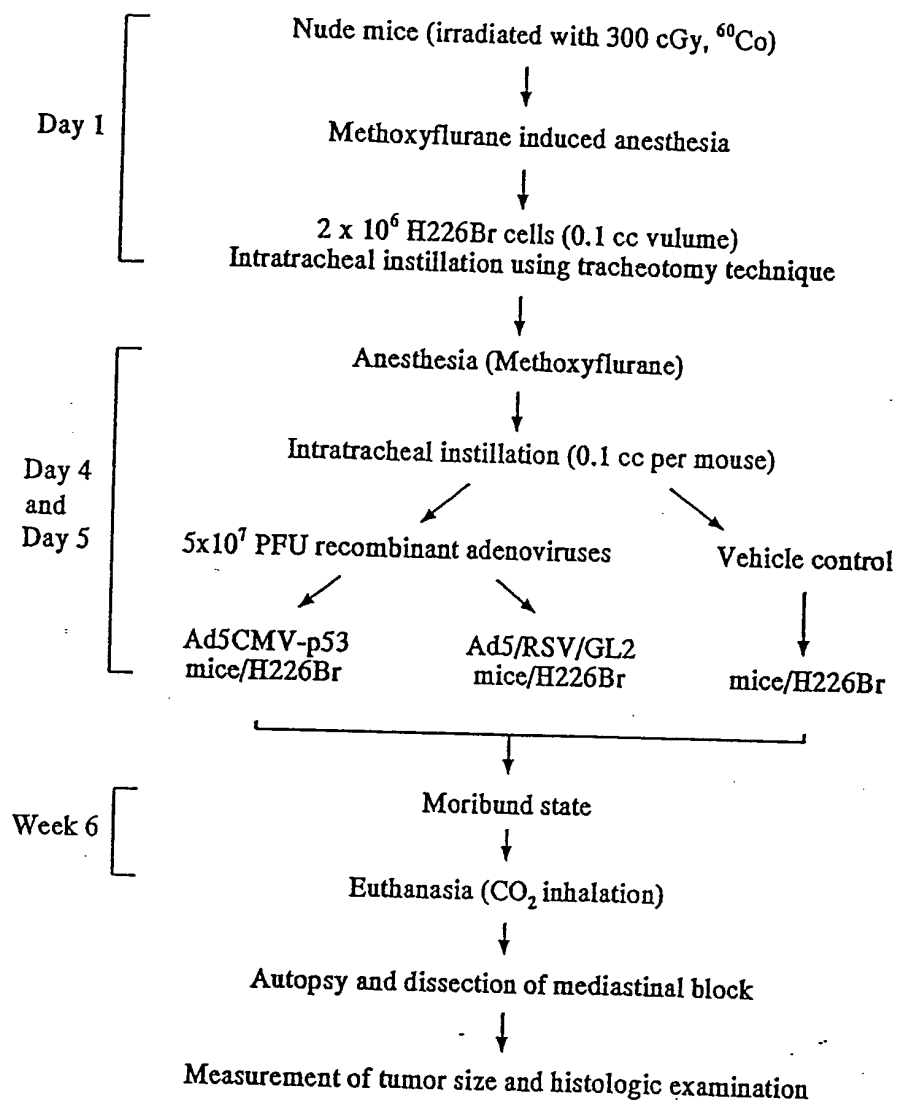 Nude mice (irradiated with 300 cGy, ⁶⁰Co)
Day 1
Methoxyflurane induced anesthesia
2 x 10⁶ H226Br cells (0.1 cc vulume)
Intratracheal instillation using tracheotomy technique
Anesthesia (Methoxyflurane)
Intratracheal instillation (0.1 cc per mouse)
Day 4
and
Day 5
5x10⁷ PFU recombinant adenoviruses
Vehicle control
Ad5CMV-p53
mice/H226Br
Ad5/RSV/GL2
mice/H226Br
mice/H226Br
Moribund state
Week 6
Euthanasia (CO₂ inhalation)
Autopsy and dissection of mediastinal block
Measurement of tumor size and histologic examination